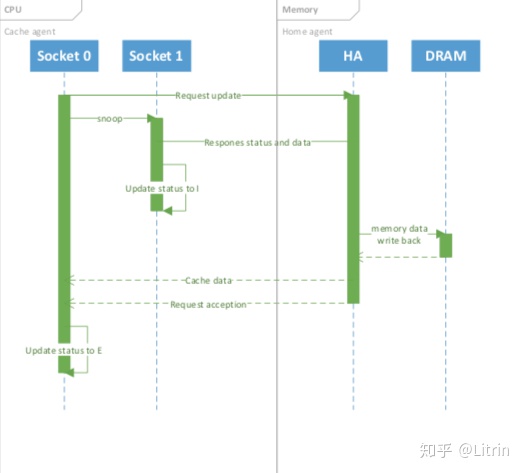 CPU
Memory
Cache agent
Home agent
Socket 0
Socket 1
HA
DRAM
Request update
snoop
Respones status and data
Update status to I
memory data
write back
Cache data
Request acception
Update status to E
知乎 @Litrin